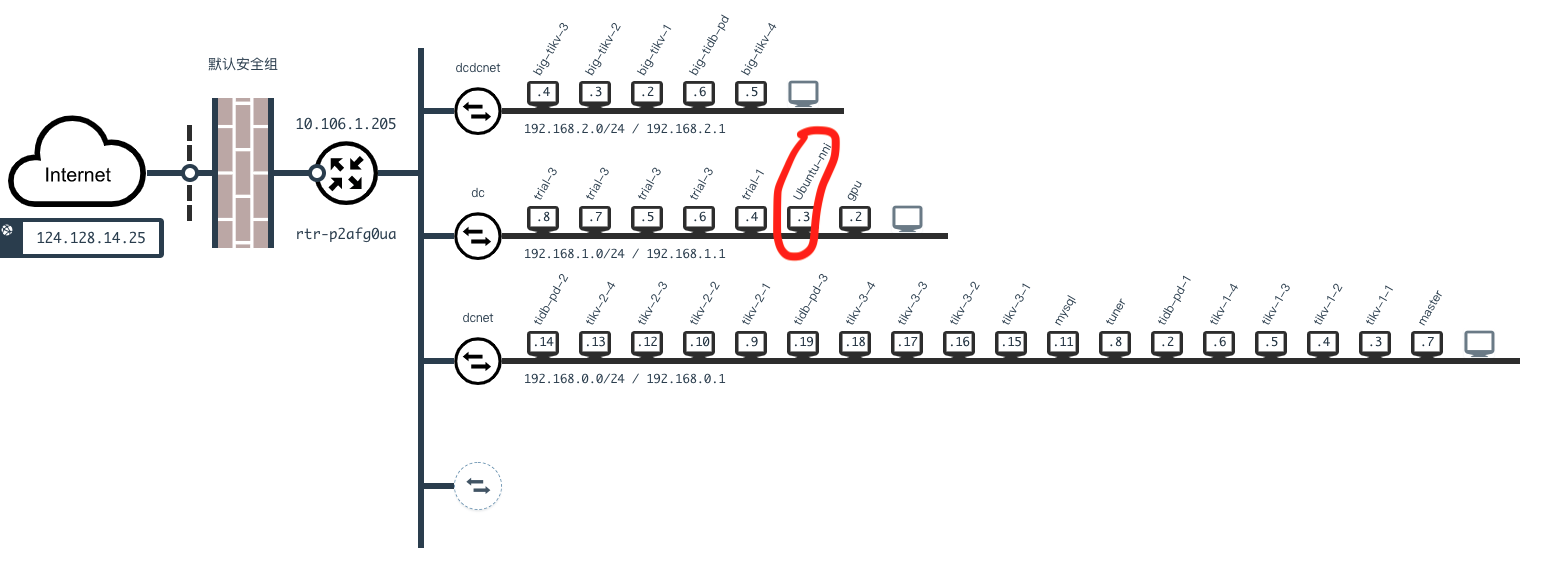 默认安全组
Internet
124.128.14.25
10.106.1.205
rtr-p2afg0ua
dcdcnet
big-tikv-3
big-tikv-2
big-tikv-1
big-tidb-pd
big-tikv-4
.4
.3
.2
.6
.5
192.168.2.0/24 / 192.168.2.1
dc
trial-3
trial-3
trial-3
trial-3
trial-1
Ubuntu-nni
gpu
.8
.7
.5
.6
.4
.3
.2
192.168.1.0/24 / 192.168.1.1
dcnet
tidb-pd-2
tikv-2-4
tikv-2-3
tikv-2-2
tikv-2-1
tidb-pd-3
tikv-3-4
tikv-3-3
tikv-3-2
tikv-3-1
mysql
tuner
tidb-pd-1
tikv-1-4
tikv-1-3
tikv-1-2
tikv-1-1
master
.14
.13
.12
.10
.9
.19
.18
.17
.16
.15
.11
.8
.2
.6
.5
.4
.3
.7
192.168.0.0/24 / 192.168.0.1